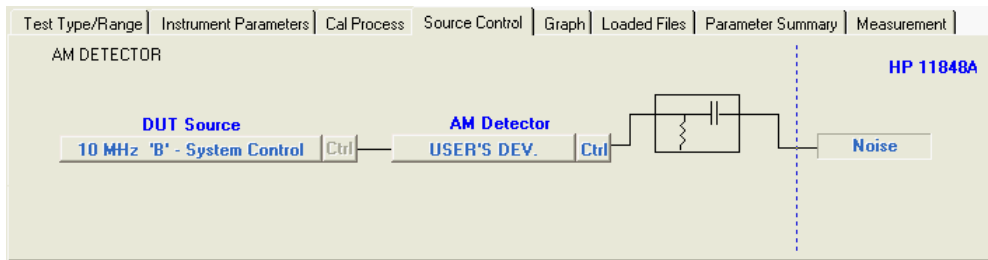 Test Type/Range Instrument Parameters Cal Process Source Control Graph Loaded Files Parameter Summary Measurement
AM DETECTOR
HP 11848A
DUT Source
AM Detector
10 MHz 'B' - System Control Ctrl
USER'S DEV. Ctrl
Noise